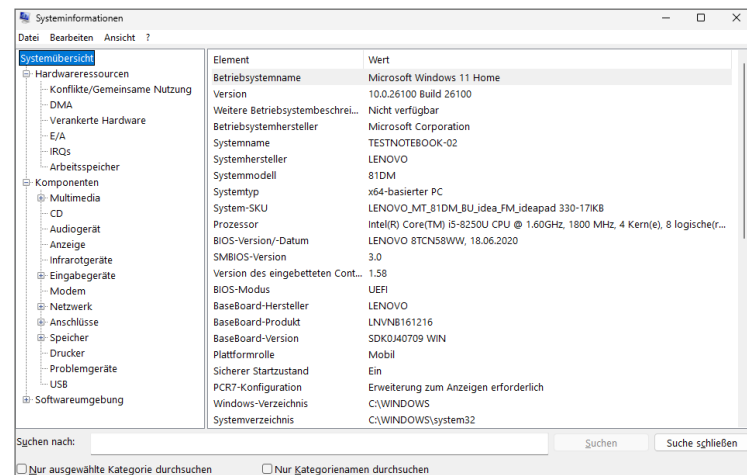 Systeminformationen
Datei Bearbeiten Ansicht ?
Systemübersicht
Hardwareressourcen
Konflikte/Gemeinsame Nutzung
DMA
Verankerte Hardware
E/A
IRQs
Arbeitsspeicher
Komponenten
Multimedia
CD
Audiogerät
Anzeige
Infrarotgeräte
Eingabegeräte
Modem
Netzwerk
Anschlüsse
Speicher
Drucker
Problemgeräte
USB
Softwareumgebung
Element Wert
Betriebsystemname Microsoft Windows 11 Home
Version 10.0.26100 Build 26100
Weitere Betriebsystembeschrei... Nicht verfügbar
Betriebsystemhersteller Microsoft Corporation
Systemname TESTNOTEBOOK-02
Systemhersteller LENOVO
Systemmodell 81DM
Systemtyp x64-basierter PC
System-SKU LENOVO_MT_81DM_BU_idea_FM_ideapad 330-17IKB
Prozessor Intel(R) Core(TM) i5-8250U CPU @ 1.60GHz, 1800 MHz, 4 Kern(e), 8 logische(r...
BIOS-Version/-Datum LENOVO 8TCN58WW, 18.06.2020
SMBIOS-Version 3.0
Version des eingebetteten Cont... 1.58
BIOS-Modus UEFI
BaseBoard-Hersteller LENOVO
BaseBoard-Produkt LNVNB161216
BaseBoard-Version SDK0J40709 WIN
Plattformrolle Mobil
Sicherer Startzustand Ein
PCR7-Konfiguration Erweiterung zum Anzeigen erforderlich
Windows-Verzeichnis C:\WINDOWS
Systemverzeichnis C:\WINDOWS\system32
Suchen nach: Suchen Suche schließen
Nur ausgewählte Kategorie durchsuchen Nur Kategorienamen durchsuchen